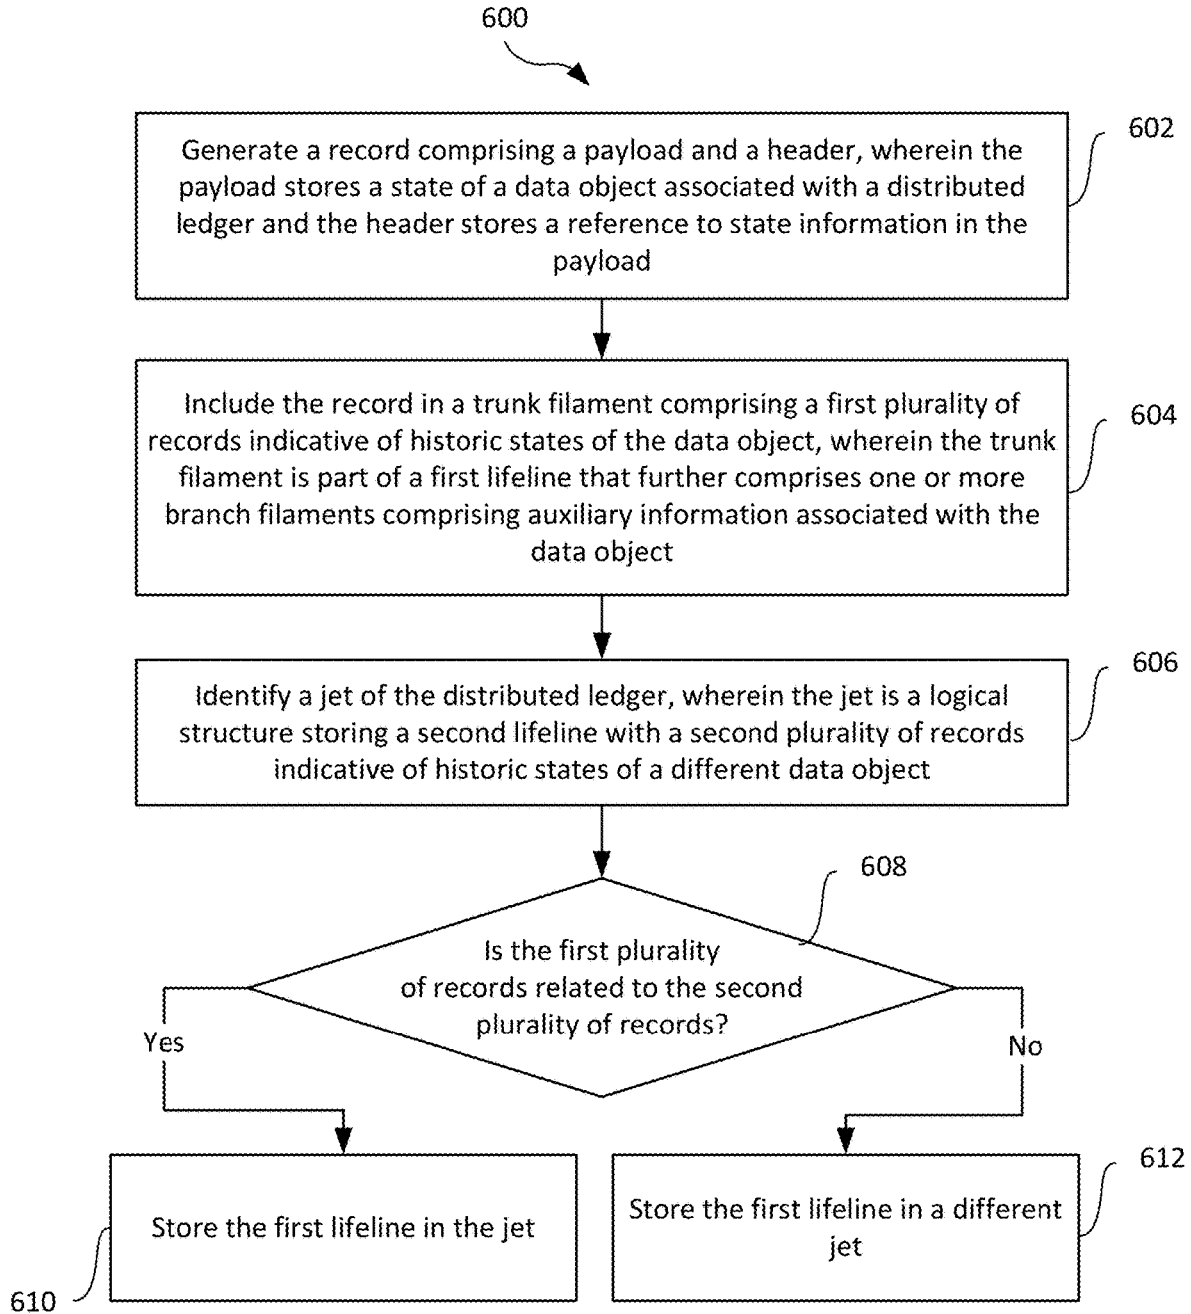 600
602
Generate a record comprising a payload and a header, wherein the
payload stores a state of a data object associated with a distributed
ledger and the header stores a reference to state information in the
payload
604
Include the record in a trunk filament comprising a first plurality of
records indicative of historic states of the data object, wherein the trunk
filament is part of a first lifeline that further comprises one or more
branch filaments comprising auxiliary information associated with the
data object
606
Identify a jet of the distributed ledger, wherein the jet is a logical
structure storing a second lifeline with a second plurality of records
indicative of historic states of a different data object
608
Is the first plurality
of records related to the second
plurality of records?
Yes
No
612
Store the first lifeline in the jet
Store the first lifeline in a different
jet
610